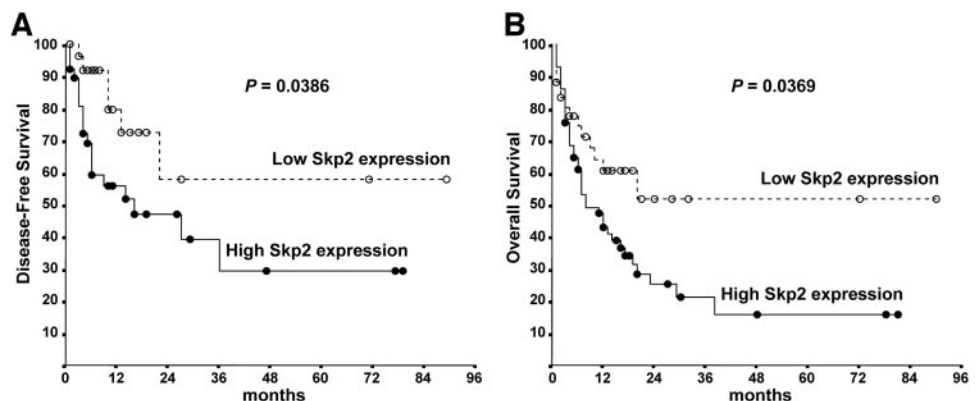 A
Disease-Free Survival
100
90
80
70
60
50
40
30
20
10
P = 0.0386
Low Skp2 expression
High Skp2 expression
0 12 24 36 48 60 72 84 96
months
B
Overall Survival
100
90
80
70
60
50
40
30
20
10
P = 0.0369
Low Skp2 expression
High Skp2 expression
0 12 24 36 48 60 72 84 96
months